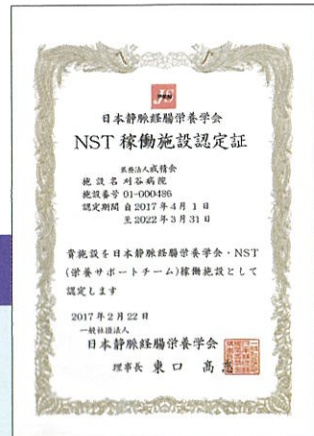 日本静脈経腸栄養学会
NST 稼働施設認定証
医療法人成精会
施設名 刈谷病院
施設番号 01-000486
認定期間 自2017年4月1日
至2022年3月31日
貴施設を日本静脈経腸栄養学会・NST
(栄養サポートチーム)稼働施設として
認定します
2017年2月22日
一般社団法人
日本静脈経腸栄養学会
理事長 東口 高志